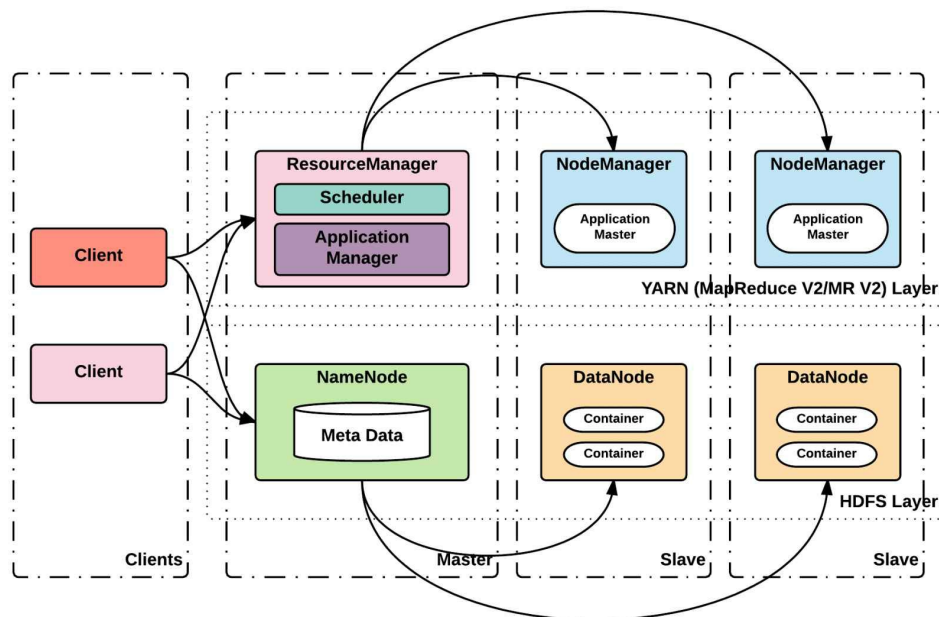 ResourceManager
Scheduler
Application
Manager
NodeManager
Application
Master
NodeManager
Application
Master
Client
YARN (MapReduce V2/MR V2) Layer
Client
NameNode
Meta Data
DataNode
Container
Container
DataNode
Container
Container
HDFS Layer
Clients
Master
Slave
Slave